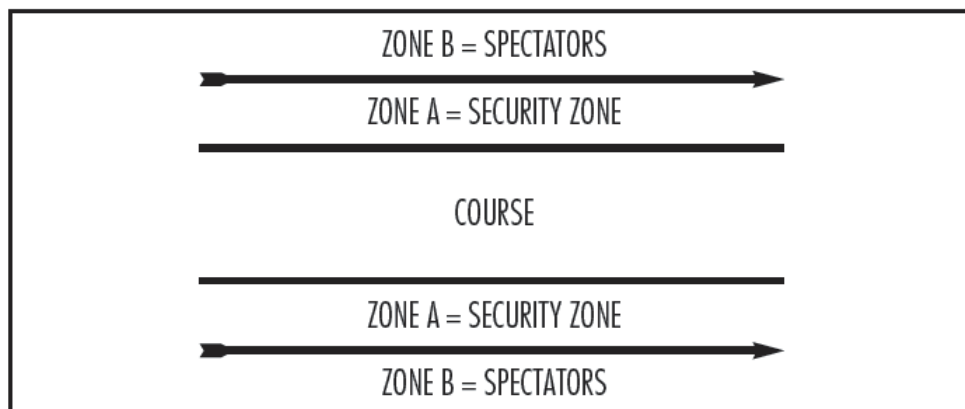 ZONE B = SPECTATORS
ZONE A = SECURITY ZONE
COURSE
ZONE A = SECURITY ZONE
ZONE B = SPECTATORS